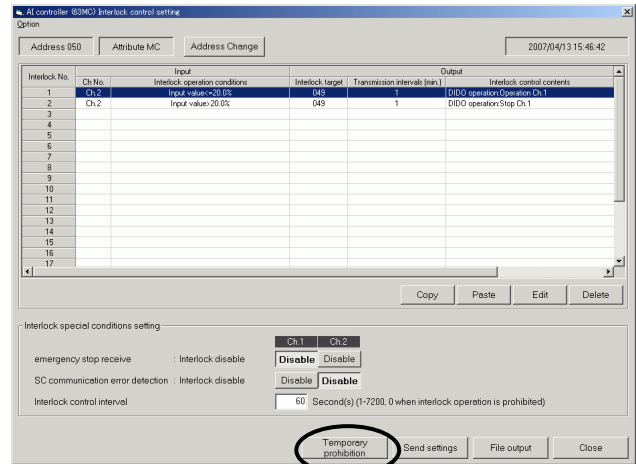 AI controller (63MC) Interlock control setting
Option
Address 050 Attribute MC Address Change 2007/04/13 15:46:42
Interlock No. Input Output
Ch No. Interlock operation conditions Interlock target Transmission intervals (min.) Interlock control contents
1 Ch.2 Input value<=20.0% 049 1 DIDO operation:Operation Ch.1
2 Ch.2 Input value>20.0% 049 1 DIDO operation:Stop Ch.1
3
4
5
6
7
8
9
10
11
12
13
14
15
16
17
Copy Paste Edit Delete
Interlock special conditions setting
Ch.1 Ch.2
emergency stop receive : Interlock disable Disable Disable
SC communication error detection : Interlock disable Disable Disable
Interlock control interval 60 Second(s) (1-7200, 0 when interlock operation is prohibited)
Temporary
prohibition
Send settings File output Close